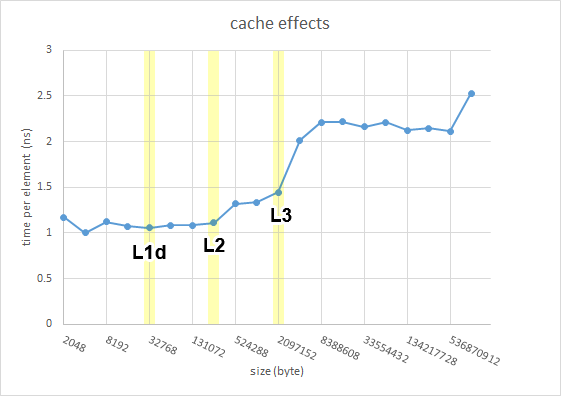 cache effects
3
2.5
2
1.5
1
0.5
0
time per element (ns)
L1d
L2
L3
2048
8192
32768
131072
524288
2097152
8388608
33554432
134217728
536870912
size (byte)